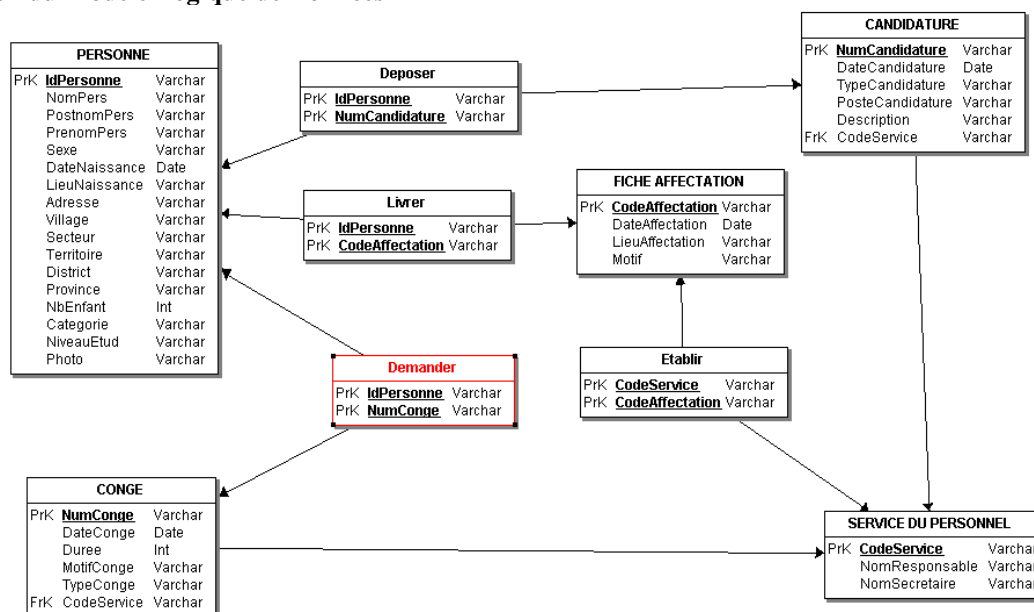 PERSONNE
PrK IdPersonne Varchar
NomPers Varchar
PostnomPers Varchar
PrenomPers Varchar
Sexe Varchar
DateNaissance Date
LieuNaissance Varchar
Adresse Varchar
Village Varchar
Secteur Varchar
Territoire Varchar
District Varchar
Province Varchar
NbEnfant Int
Categorie Varchar
NiveauEtud Varchar
Photo Varchar
Deposer
PrK IdPersonne Varchar
PrK NumCandidature Varchar
CANDIDATURE
PrK NumCandidature Varchar
DateCandidature Date
TypeCandidature Varchar
PosteCandidature Varchar
Description Varchar
FrK CodeService Varchar
Livrer
PrK IdPersonne Varchar
PrK CodeAffectation Varchar
FICHE AFFECTATION
PrK CodeAffectation Varchar
DateAffectation Date
LieuAffectation Varchar
Motif Varchar
Demander
PrK IdPersonne Varchar
PrK NumConge Varchar
Etablir
PrK CodeService Varchar
PrK CodeAffectation Varchar
CONGE
PrK NumConge Varchar
DateConge Date
Duree Int
MotifConge Varchar
TypeConge Varchar
FrK CodeService Varchar
SERVICE DU PERSONNEL
PrK CodeService Varchar
NomResponsable Varchar
NomSecretaire Varchar